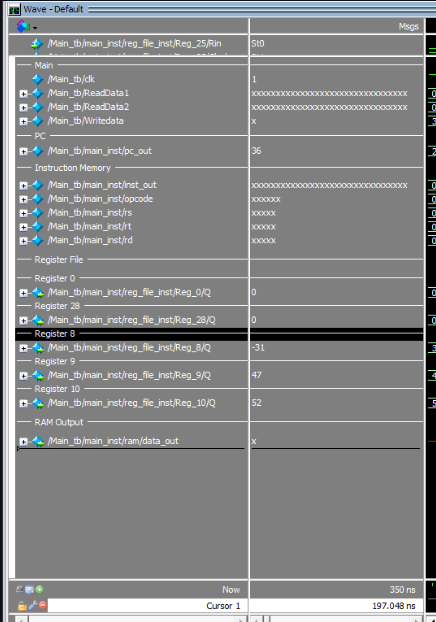 Wave - Default
Msgs
/Main_tb/main_inst/reg_file_inst/Reg_25/Rin St0
Main
/Main_tb/clk 1
/Main_tb/ReadData1 xxxxxxxxxxxxxxxxxxxxxxxxxxxxxxxx
/Main_tb/ReadData2 xxxxxxxxxxxxxxxxxxxxxxxxxxxxxxxx
/Main_tb/Writedata x
PC
/Main_tb/main_inst/pc_out 36
Instruction Memory
/Main_tb/main_inst/inst_out xxxxxxxxxxxxxxxxxxxxxxxxxxxxxxxx
/Main_tb/main_inst/opcode xxxxxx
/Main_tb/main_inst/rs xxxxx
/Main_tb/main_inst/rt xxxxx
/Main_tb/main_inst/rd xxxxx
Register File
Register 0
/Main_tb/main_inst/reg_file_inst/Reg_0/Q 0
Register 28
/Main_tb/main_inst/reg_file_inst/Reg_28/Q 0
Register 8
/Main_tb/main_inst/reg_file_inst/Reg_8/Q -31
Register 9
/Main_tb/main_inst/reg_file_inst/Reg_9/Q 47
Register 10
/Main_tb/main_inst/reg_file_inst/Reg_10/Q 52
RAM Output
/Main_tb/main_inst/ram/data_out x
Now 350 ns
Cursor 1 197.048 ns